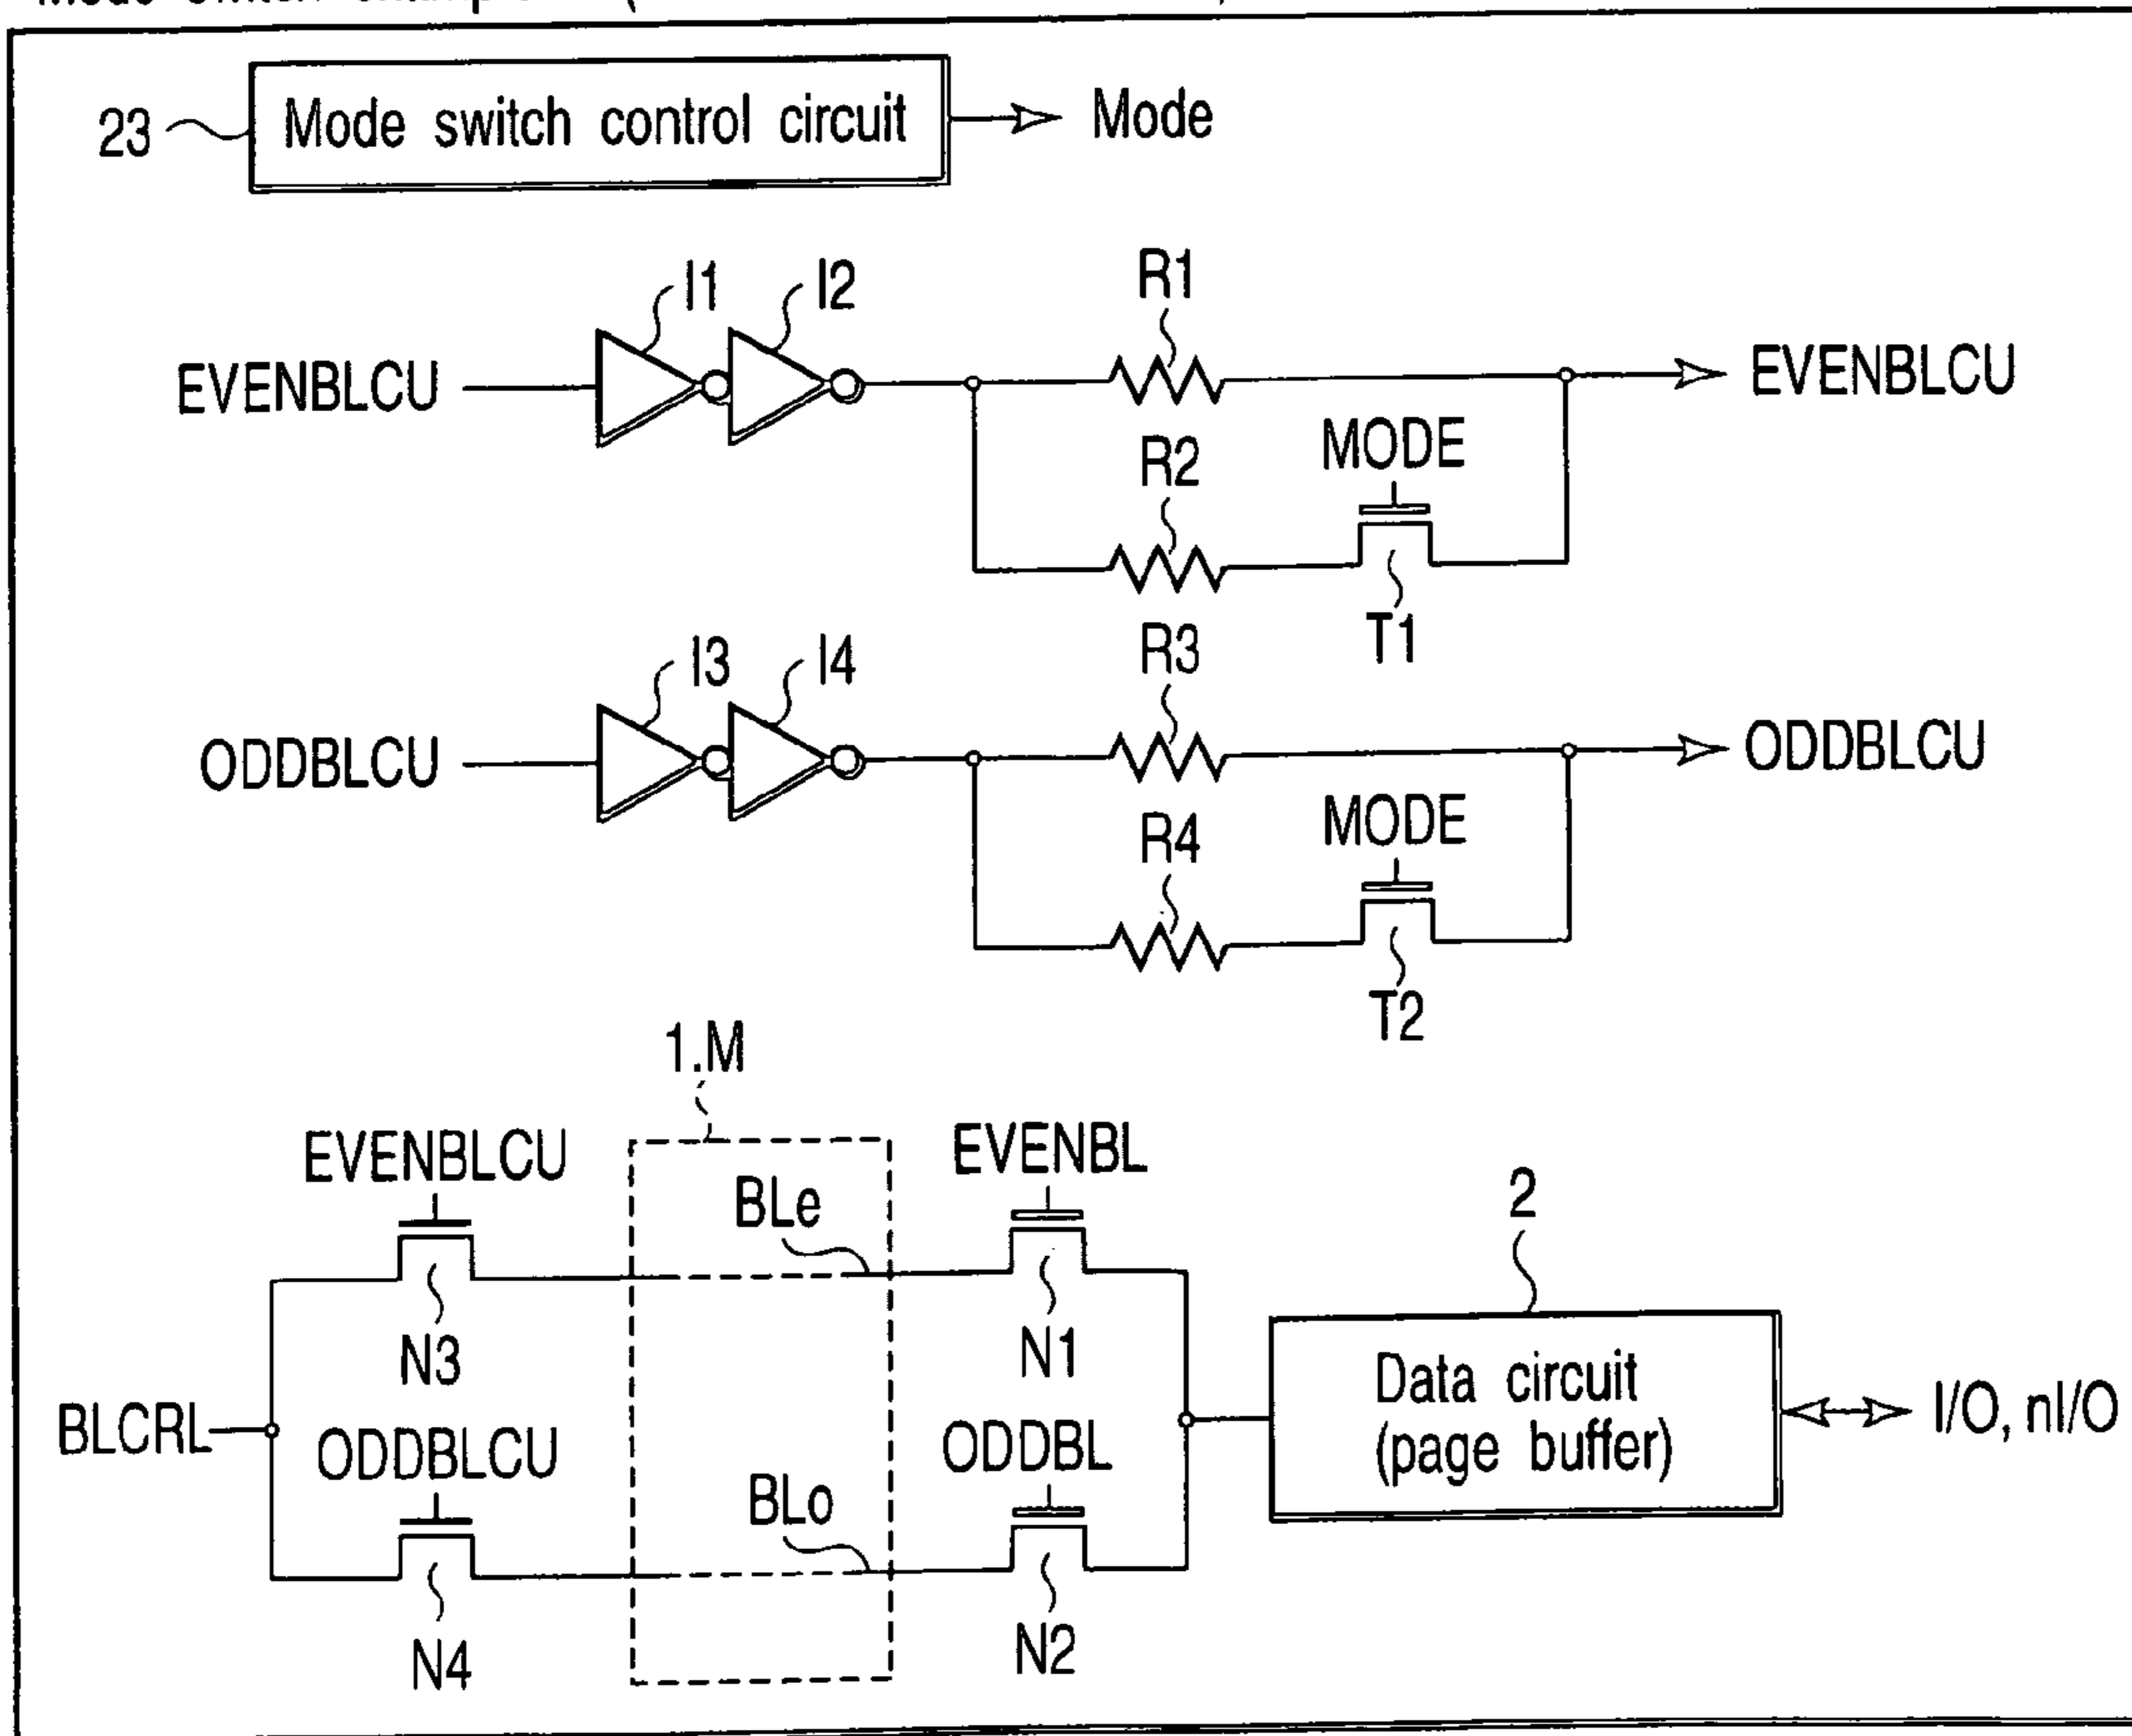 23
Mode switch control circuit
Mode
I1
I2
R1
EVENBLCU
EVENBLCU
R2
MODE
T1
I3
I4
R3
ODDBLCU
ODDBLCU
R4
MODE
T2
1.M
EVENBLCU
BLe
EVENBL
2
N3
N1
Data circuit
(page buffer)
I/O, nI/O
BLCRL
ODDBLCU
BLo
ODDBL
N4
N2